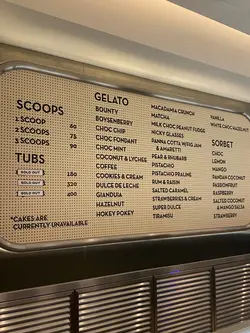 SCOOPS
1 SCOOP 60
2 SCOOPS 75
3 SCOOPS 90
TUBS
SOLD OUT 180
SOLD OUT 320
SOLD OUT 400
*CAKES ARE
CURRENTLY UNAVAILABLE
GELATO
BOUNTY
BOYSENBERRY
CHOC CHIP
CHOC FONDANT
CHOC MINT
COCONUT & LYCHEE
COFFEE
COOKIES & CREAM
DULCE DE LECHE
GIANDUIA
HAZELNUT
HOKEY POKEY
MACADAMIA CRUNCH
MATCHA
MILK CHOC PEANUT FUDGE
NICKY GLASSES
PANNA COTTA W/FIG JAM
& AMARETTI
PEAR & RHUBARB
PISTACHIO
PISTACHIO PRALINE
RUM & RAISIN
SALTED CARAMEL
STRAWBERRIES & CREAM
SUPER DULCE
TIRAMISU
VANILLA
WHITE CHOC HAZELNUT
SORBET
CHOC
LEMON
MANGO
PANDAN COCONUT
PASSIONFRUIT
RASPBERRY
SALTED COCONUT
& MANGO SALSA
STRAWBERRY